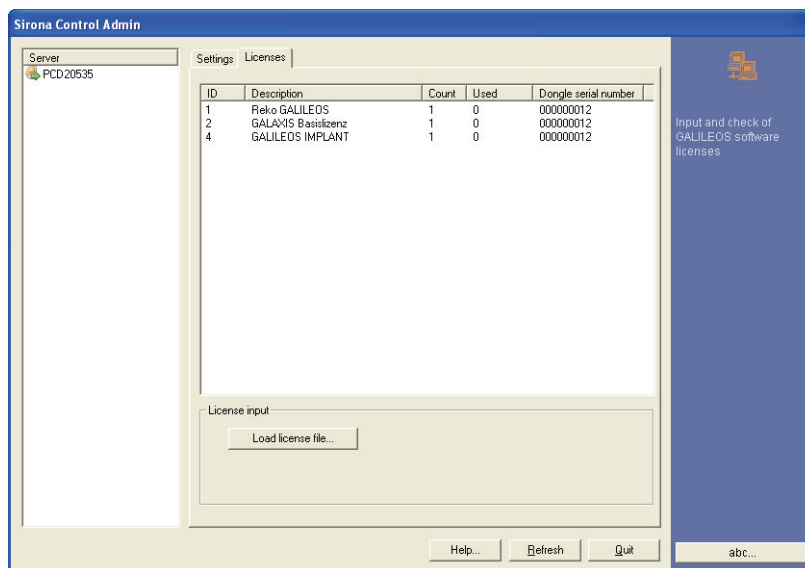 Sirona Control Admin
Server
PCD20535
Settings Licenses
ID Description Count Used Dongle serial number
1 Reko GALILEOS 1 0 000000012
2 GALAXIS Basislizenz 1 0 000000012
4 GALILEOS IMPLANT 1 0 000000012
License input
Load license file...
Help... Refresh Quit
Input and check of
GALILEOS software
licenses
abc...